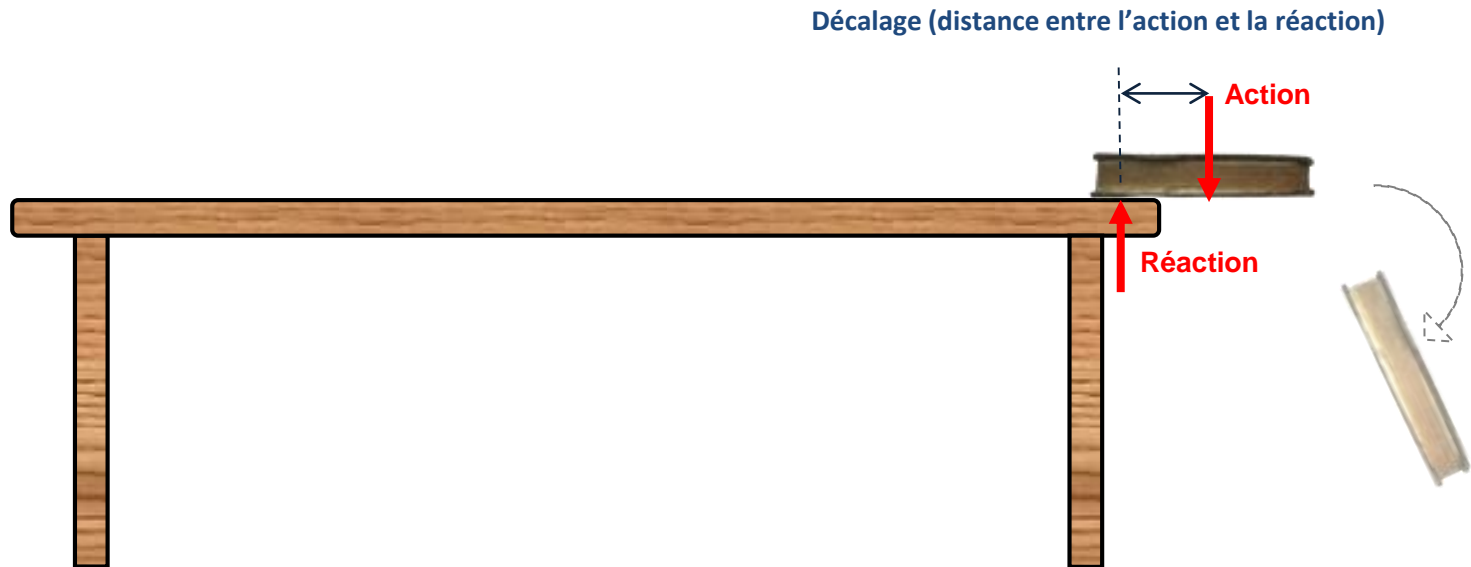 Décalage (distance entre l’action et la réaction)
Action
Réaction